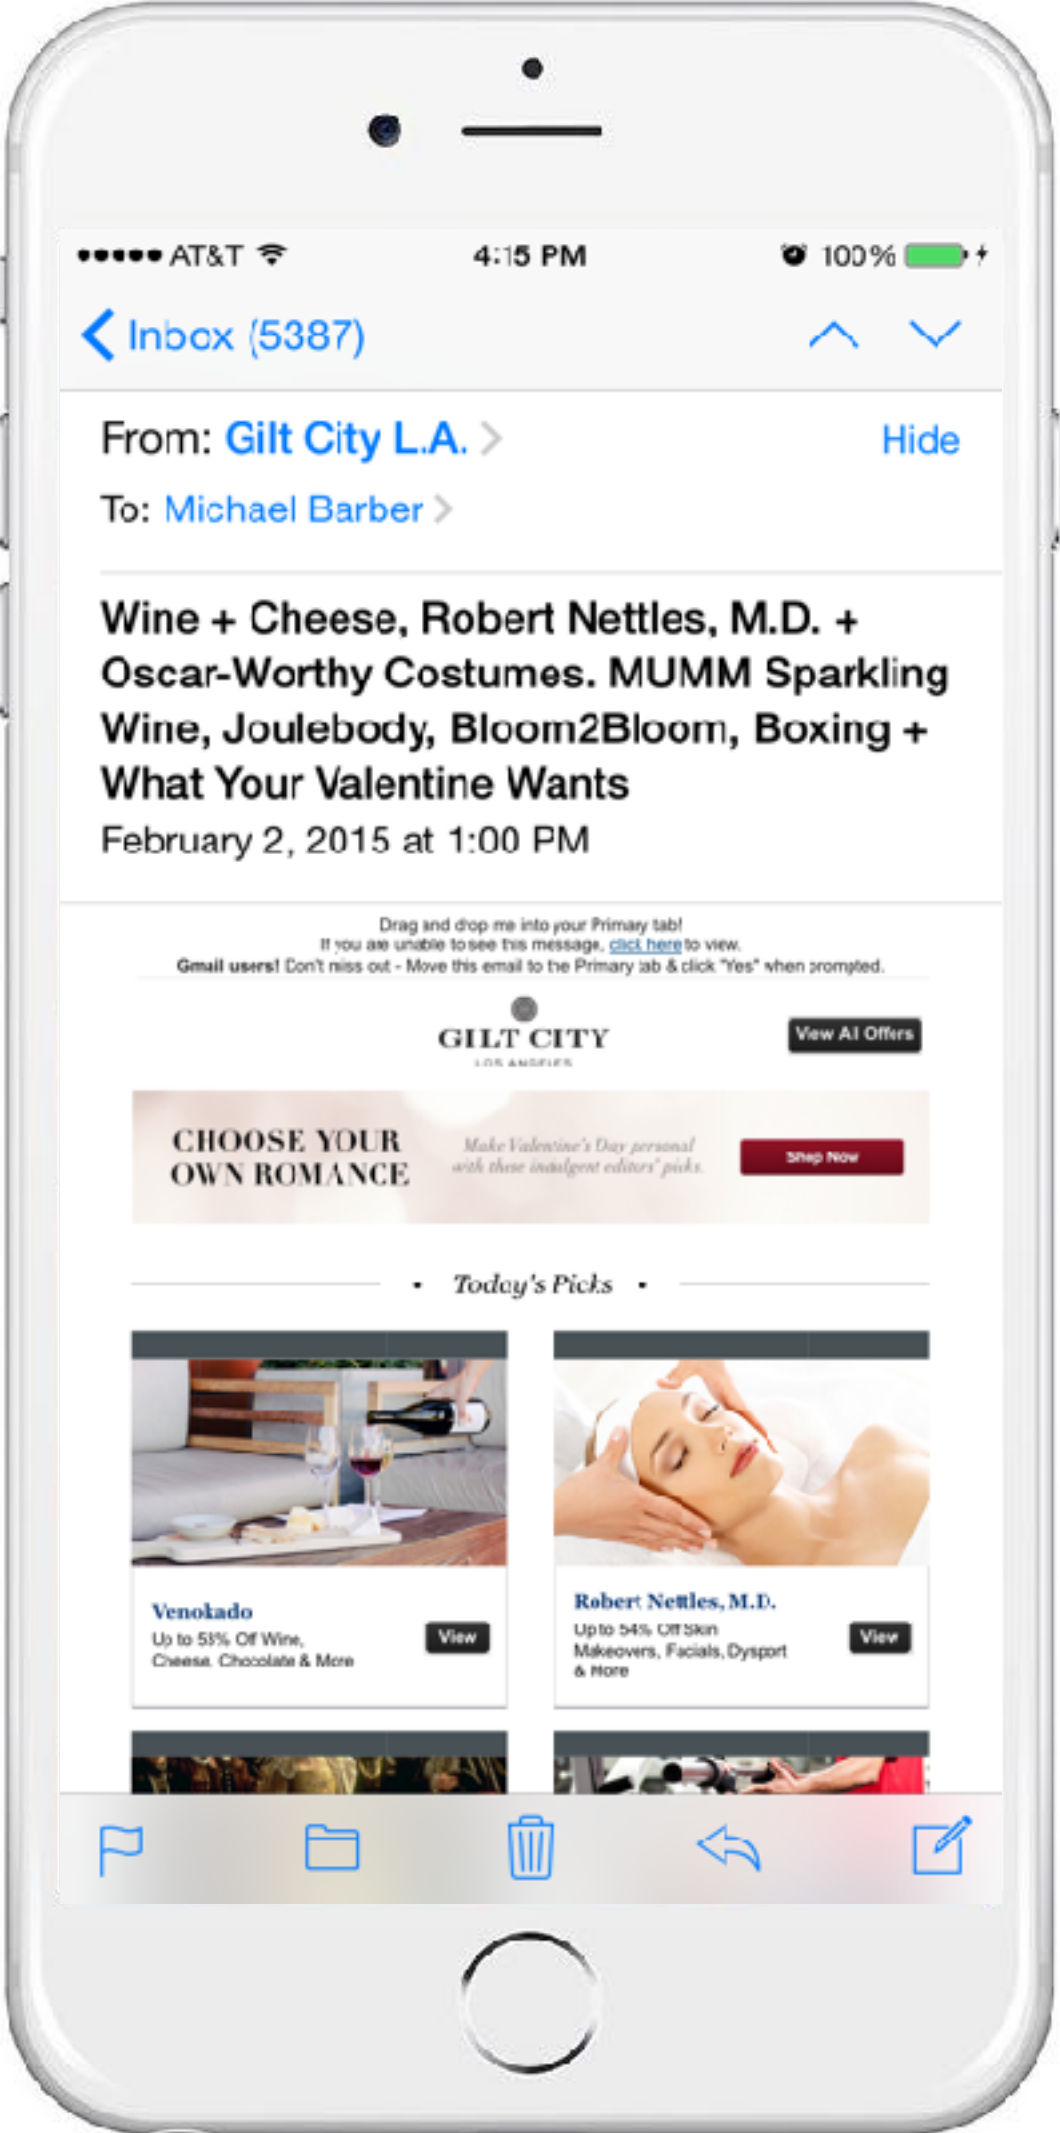 AT&T 4:15 PM 100%
Inbox (5387)
From: Gilt City L.A. Hide
To: Michael Barber
Wine + Cheese, Robert Nettles, M.D. +
Oscar-Worthy Costumes. MUMM Sparkling
Wine, Joulebody, Bloom2Bloom, Boxing +
What Your Valentine Wants
February 2, 2015 at 1:00 PM
Drag and drop me into your Primary tab!
If you are unable to see this message, click here to view.
Gmail users! Don't miss out - Move this email to the Primary tab & click "Yes" when prompted.
GILT CITY
LOS ANGELES
View All Offers
CHOOSE YOUR
OWN ROMANCE
Make Valentine's Day personal
with these indulgent editors' picks.
Shop Now
Today's Picks
Venokado
Up to 53% Off Wine,
Cheese, Chocolate & More
View
Robert Nettles, M.D.
Up to 54% Off Skin
Makeovers, Facials, Dysport
& More
View